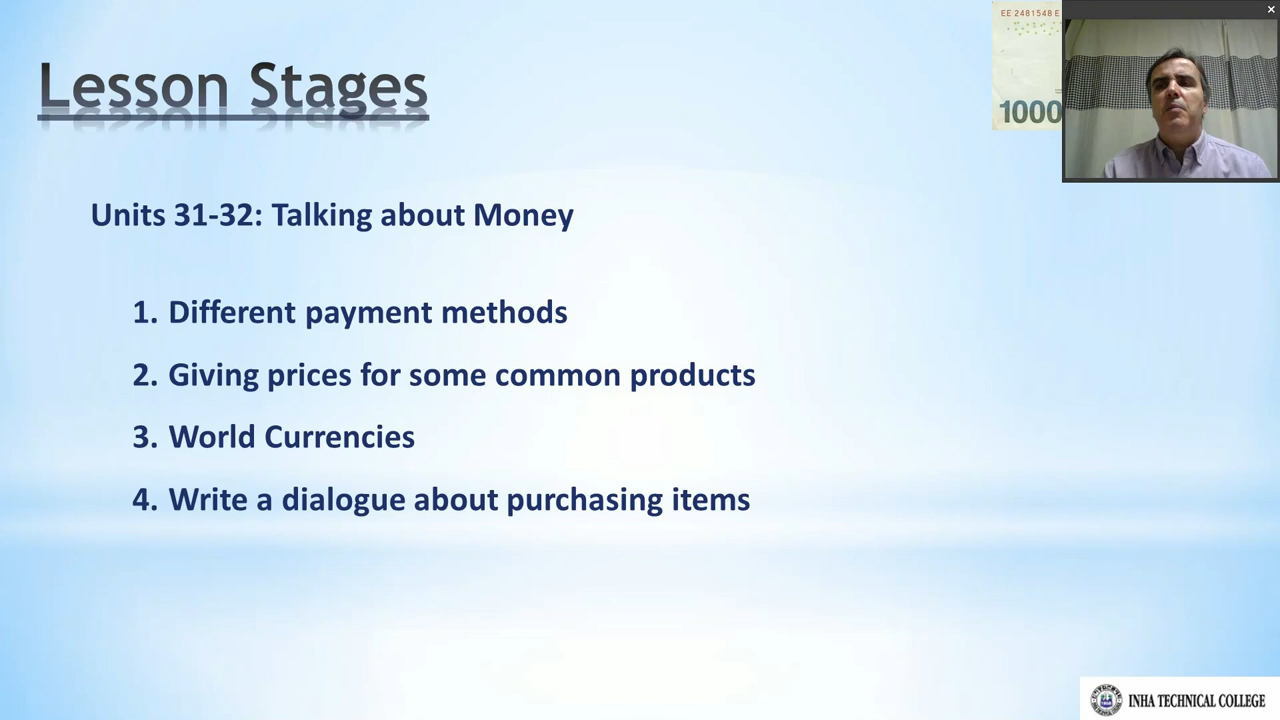 EE 2481548 E
Lesson Stages
1000
Units 31-32: Talking about Money
1. Different payment methods
2. Giving prices for some common products
3. World Currencies
4. Write a dialogue about purchasing items
INHA TECHNICAL COLLEGE